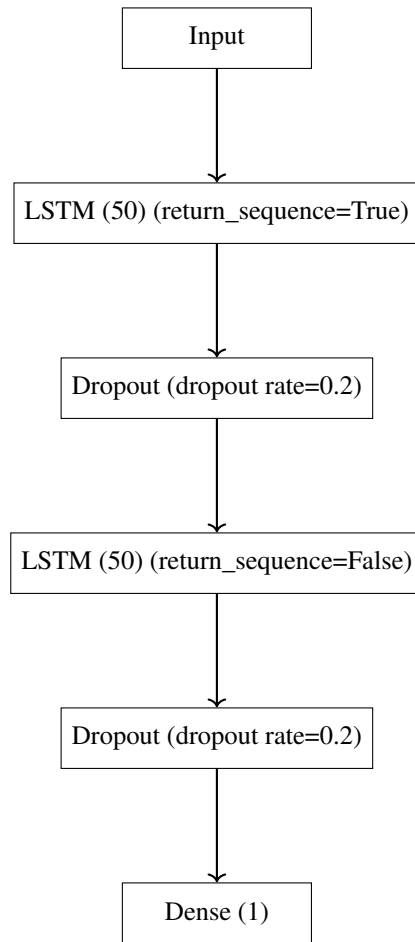 Input
LSTM (50) (return_sequence=True)
Dropout (dropout rate=0.2)
LSTM (50) (return_sequence=False)
Dropout (dropout rate=0.2)
Dense (1)